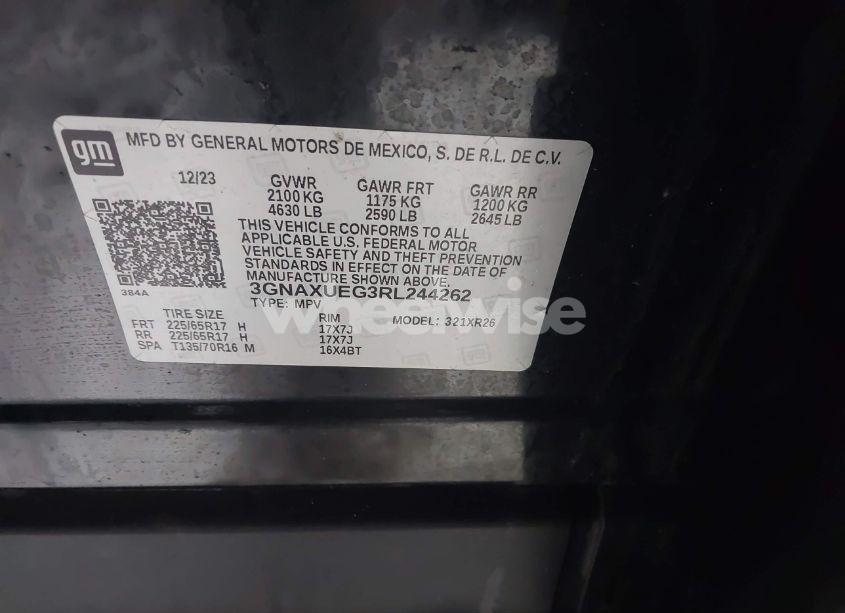 gm
MFD BY GENERAL MOTORS DE MEXICO, S. DE R.L. DE C.V.
12/23 GVWR GAWR FRT GAWR RR
2100 KG 1175 KG 1200 KG
4630 LB 2590 LB 2645 LB
THIS VEHICLE CONFORMS TO ALL
APPLICABLE U.S. FEDERAL MOTOR
VEHICLE SAFETY AND THEFT PREVENTION
STANDARDS IN EFFECT ON THE DATE OF
MANUFACTURE SHOWN ABOVE.
384A
3GNAXUEG3RL244262
TYPE: MPV MODEL: 321XR26
TIRE SIZE RIM
FRT 225/65R17 H 17X7J
RR 225/65R17 H 17X7J
SPA T135/70R16 M 16X4BT
wheelwise